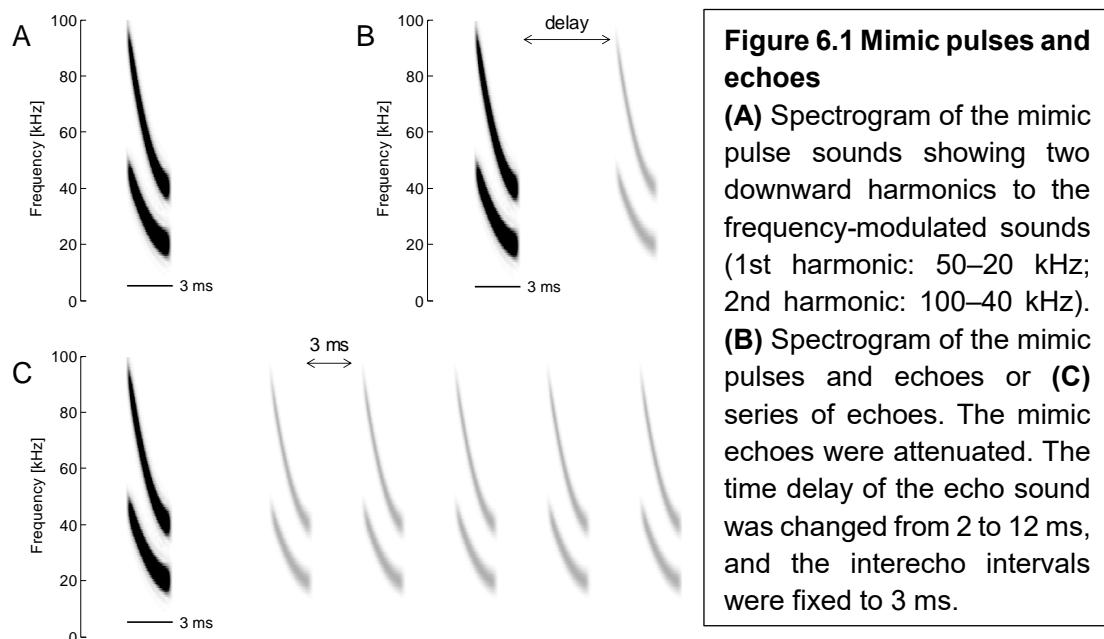 A
100
80
60
40
20
0
Frequency [kHz]
3 ms
B
delay
100
80
60
40
20
0
Frequency [kHz]
3 ms
C
3 ms
100
80
60
40
20
0
Frequency [kHz]
3 ms
Figure 6.1 Mimic pulses and
echoes
(A) Spectrogram of the mimic
pulse sounds showing two
downward harmonics to the
frequency-modulated sounds
(1st harmonic: 50–20 kHz;
2nd harmonic: 100–40 kHz).
(B) Spectrogram of the mimic
pulses and echoes or (C)
series of echoes. The mimic
echoes were attenuated. The
time delay of the echo sound
was changed from 2 to 12 ms,
and the interecho intervals
were fixed to 3 ms.